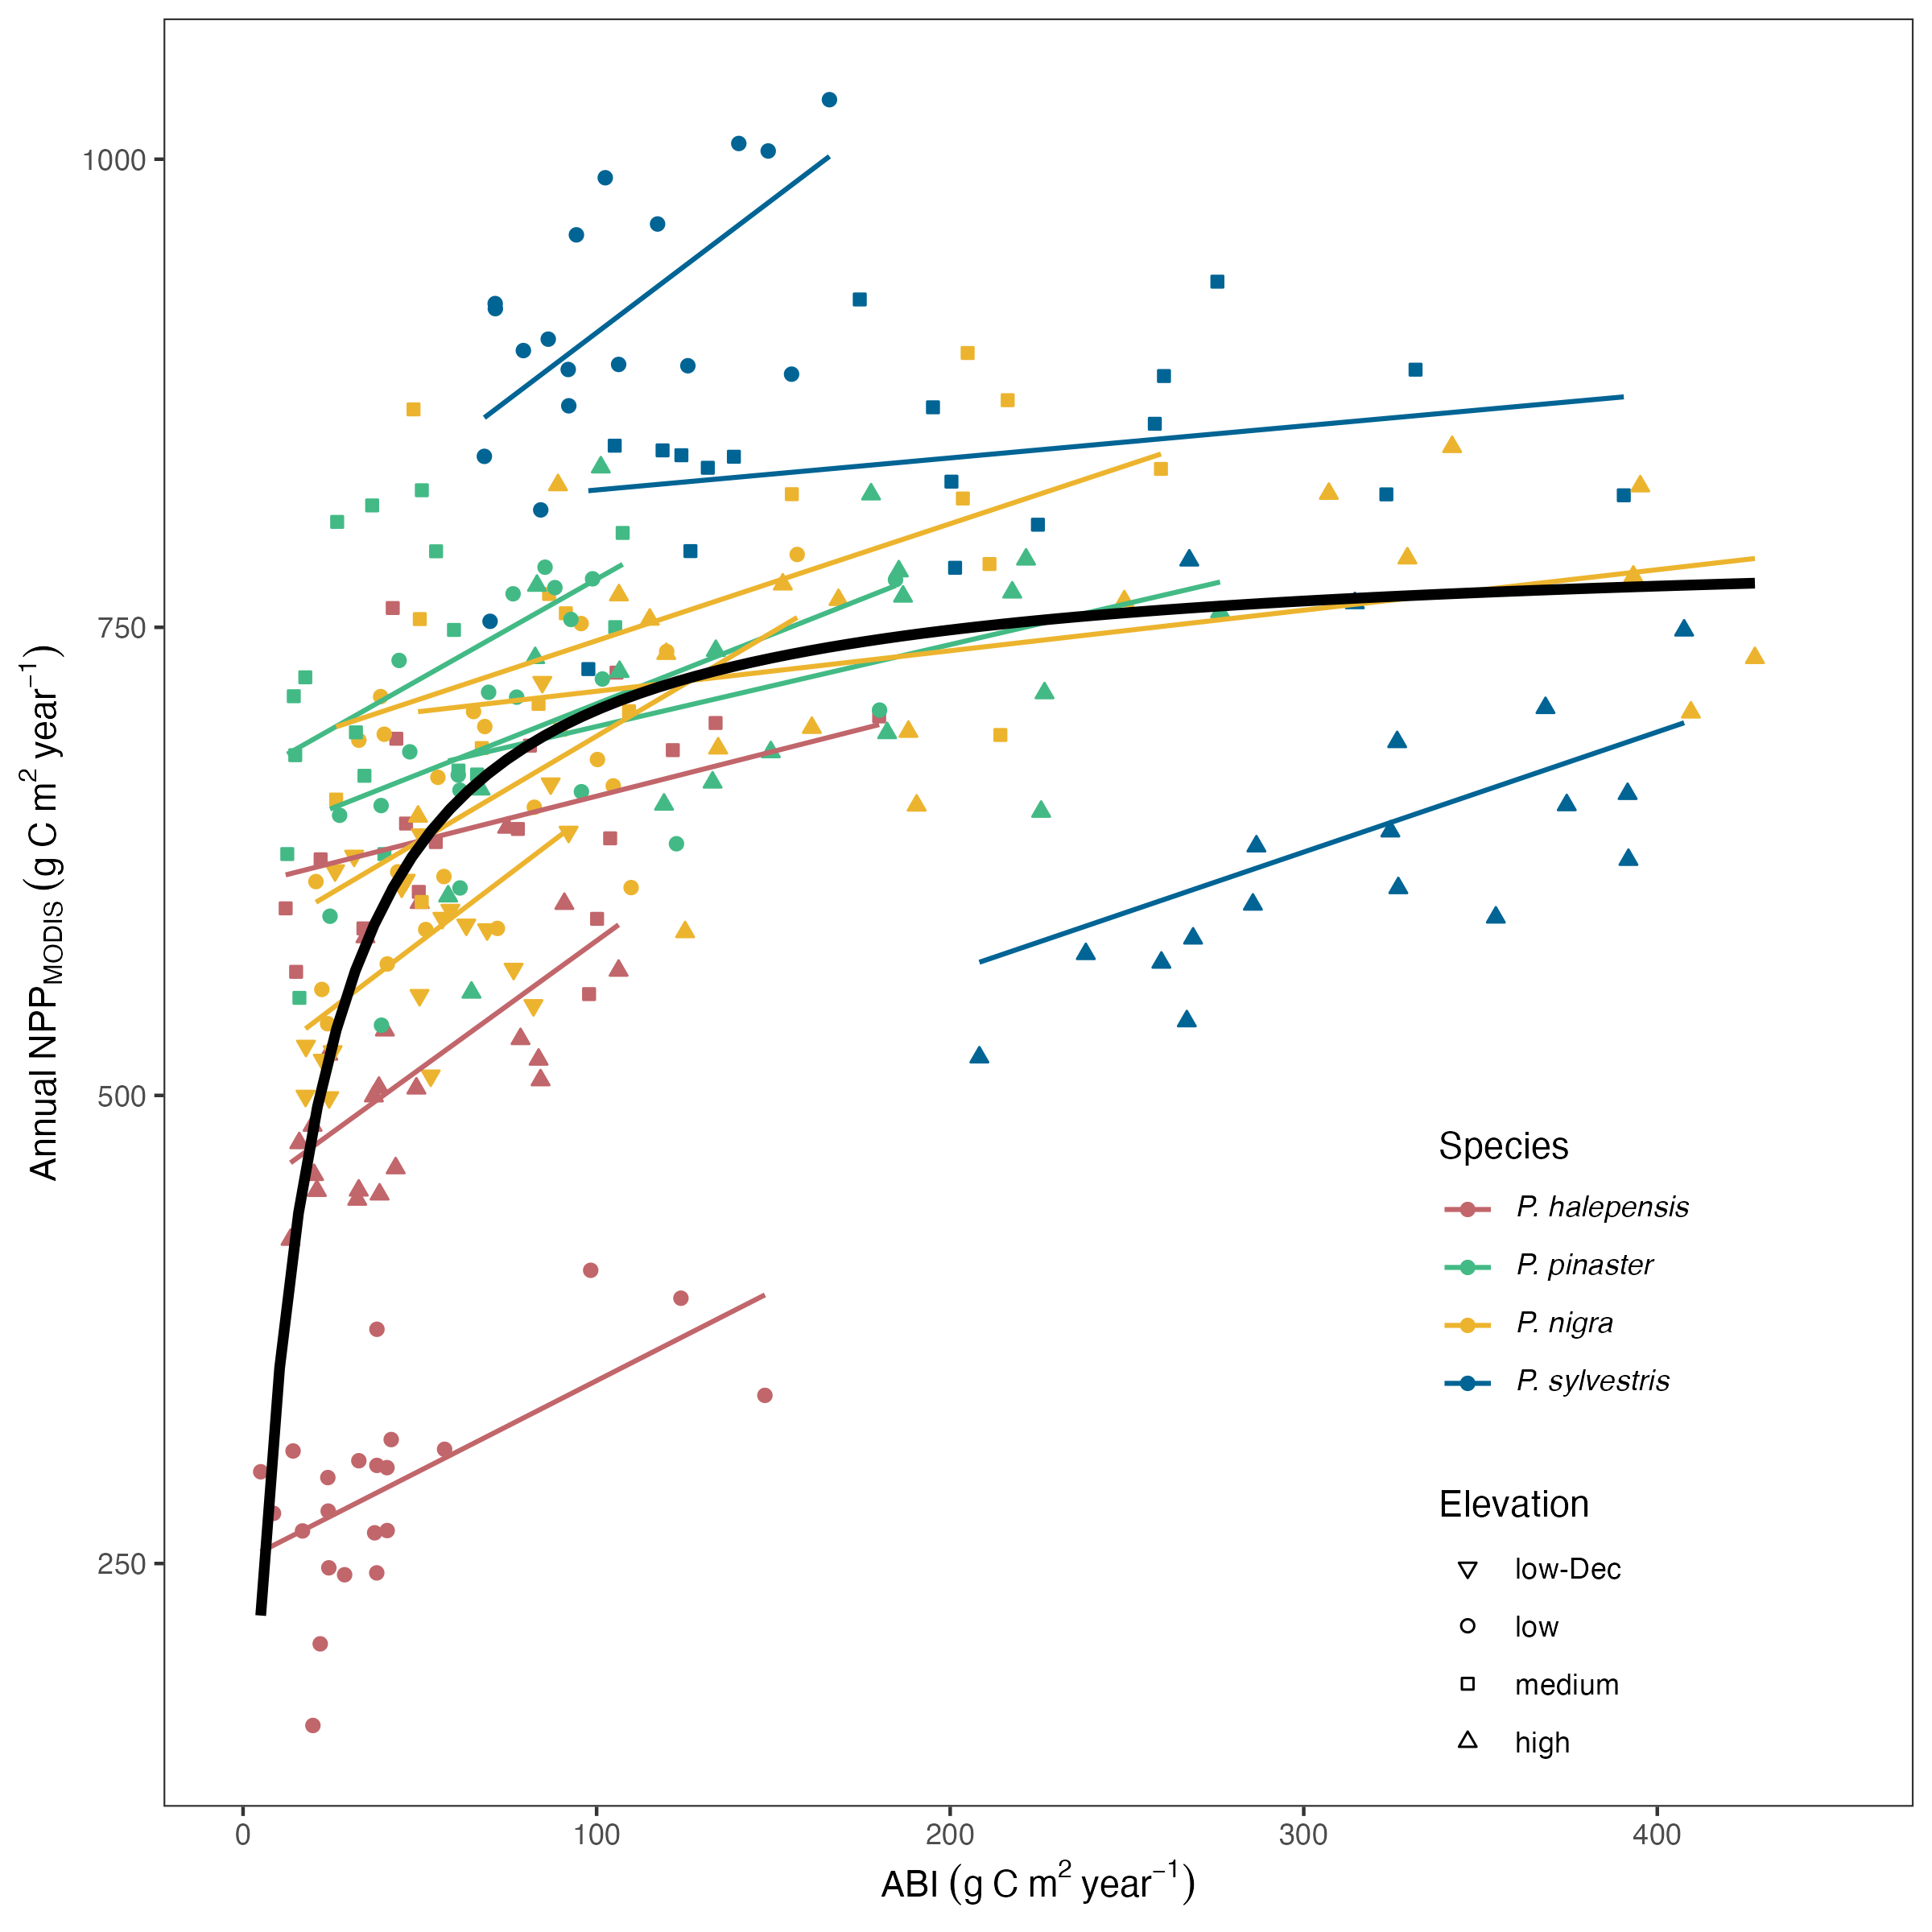 1000
750
500
250
Annual NPPMODIS (g C m2 year−1)
0 100 200 300 400
ABI (g C m2 year−1)
Species
P. halepensis
P. pinaster
P. nigra
P. sylvestris
Elevation
low-Dec
low
medium
high